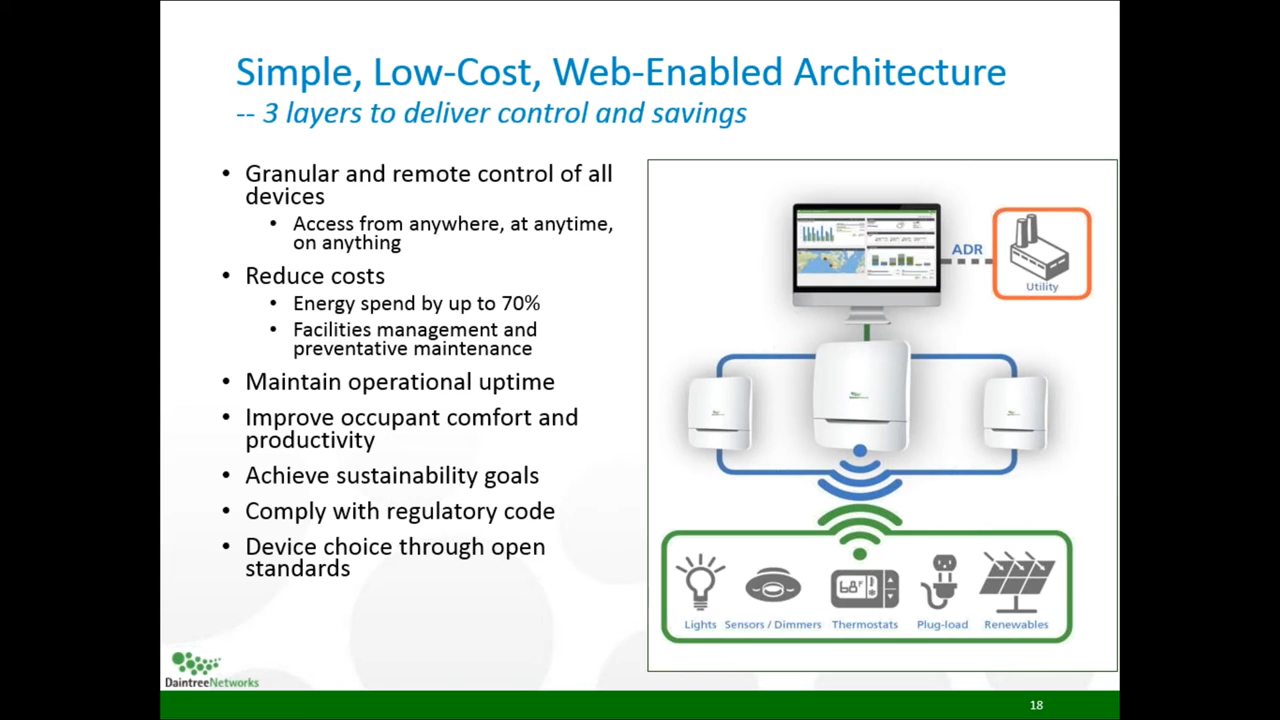 Simple, Low-Cost, Web-Enabled Architecture
-- 3 layers to deliver control and savings
• Granular and remote control of all
devices
• Access from anywhere, at anytime,
on anything
• Reduce costs
• Energy spend by up to 70%
• Facilities management and
preventative maintenance
• Maintain operational uptime
• Improve occupant comfort and
productivity
• Achieve sustainability goals
• Comply with regulatory code
• Device choice through open
standards
ADR
Utility
68°F
Lights Sensors / Dimmers Thermostats Plug-load Renewables
DaintreeNetworks
18